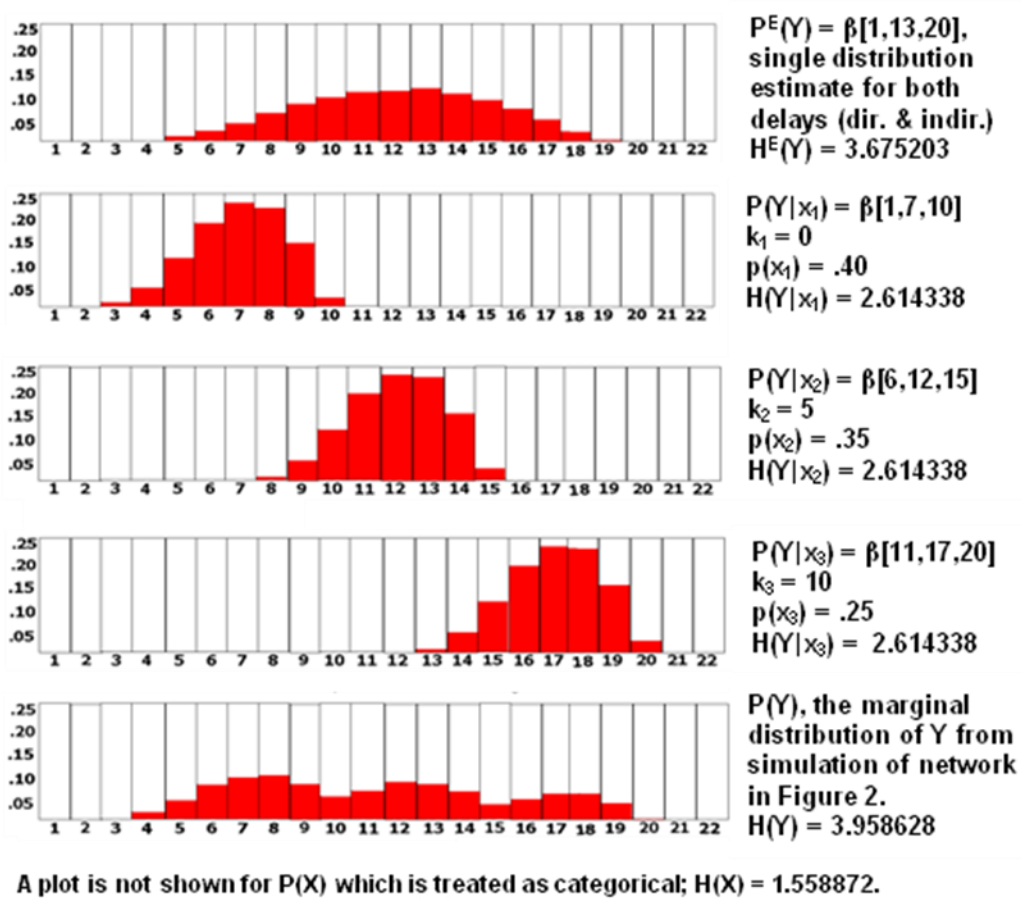 .25
.20
.15
.10
.05
1 2 3 4 5 6 7 8 9 10 11 12 13 14 15 16 17 18 19 20 21 22
Pᴱ(Y) = β[1,13,20],
single distribution
estimate for both
delays (dir. & indir.)
Hᴱ(Y) = 3.675203
.25
.20
.15
.10
.05
1 2 3 4 5 6 7 8 9 10 11 12 13 14 15 16 17 18 19 20 21 22
P(Y|x₁) = β[1,7,10]
k₁ = 0
p(x₁) = .40
H(Y|x₁) = 2.614338
.25
.20
.15
.10
.05
1 2 3 4 5 6 7 8 9 10 11 12 13 14 15 16 17 18 19 20 21 22
P(Y|x₂) = β[6,12,15]
k₂ = 5
p(x₂) = .35
H(Y|x₂) = 2.614338
.25
.20
.15
.10
.05
1 2 3 4 5 6 7 8 9 10 11 12 13 14 15 16 17 18 19 20 21 22
P(Y|x₃) = β[11,17,20]
k₃ = 10
p(x₃) = .25
H(Y|x₃) = 2.614338
.25
.20
.15
.10
.05
1 2 3 4 5 6 7 8 9 10 11 12 13 14 15 16 17 18 19 20 21 22
P(Y), the marginal
distribution of Y from
simulation of network
in Figure 2.
H(Y) = 3.958628
A plot is not shown for P(X) which is treated as categorical; H(X) = 1.558872.